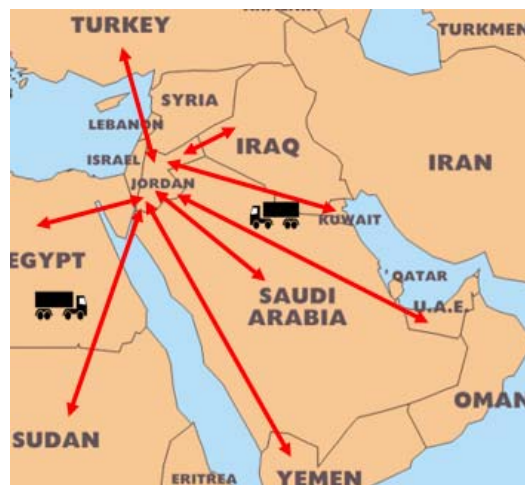 TURKEY
TURKMEN
SYRIA
LEBANON
IRAQ
IRAN
ISRAEL
JORDAN
KUWAIT
EGYPT
QATAR
U.A.E.
SAUDI
ARABIA
OMAN
SUDAN
ERITREA
YEMEN